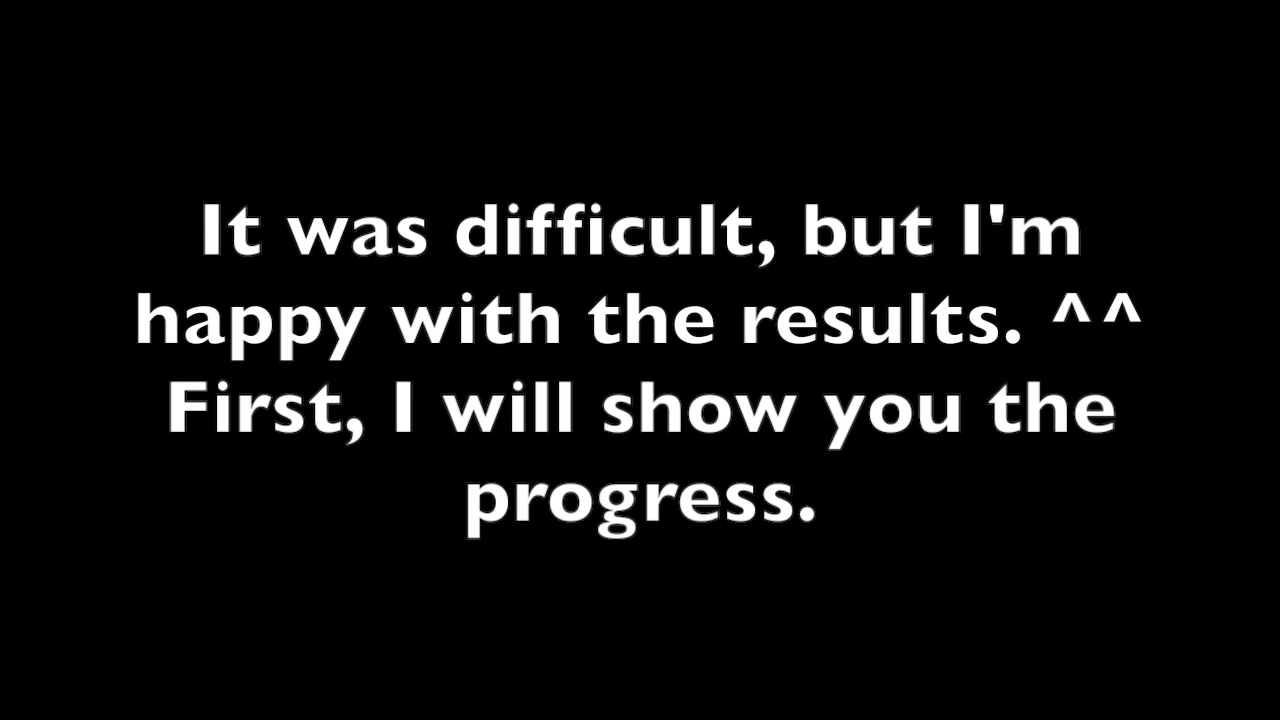 It was difficult, but I'm
happy with the results. ^^
First, I will show you the
progress.